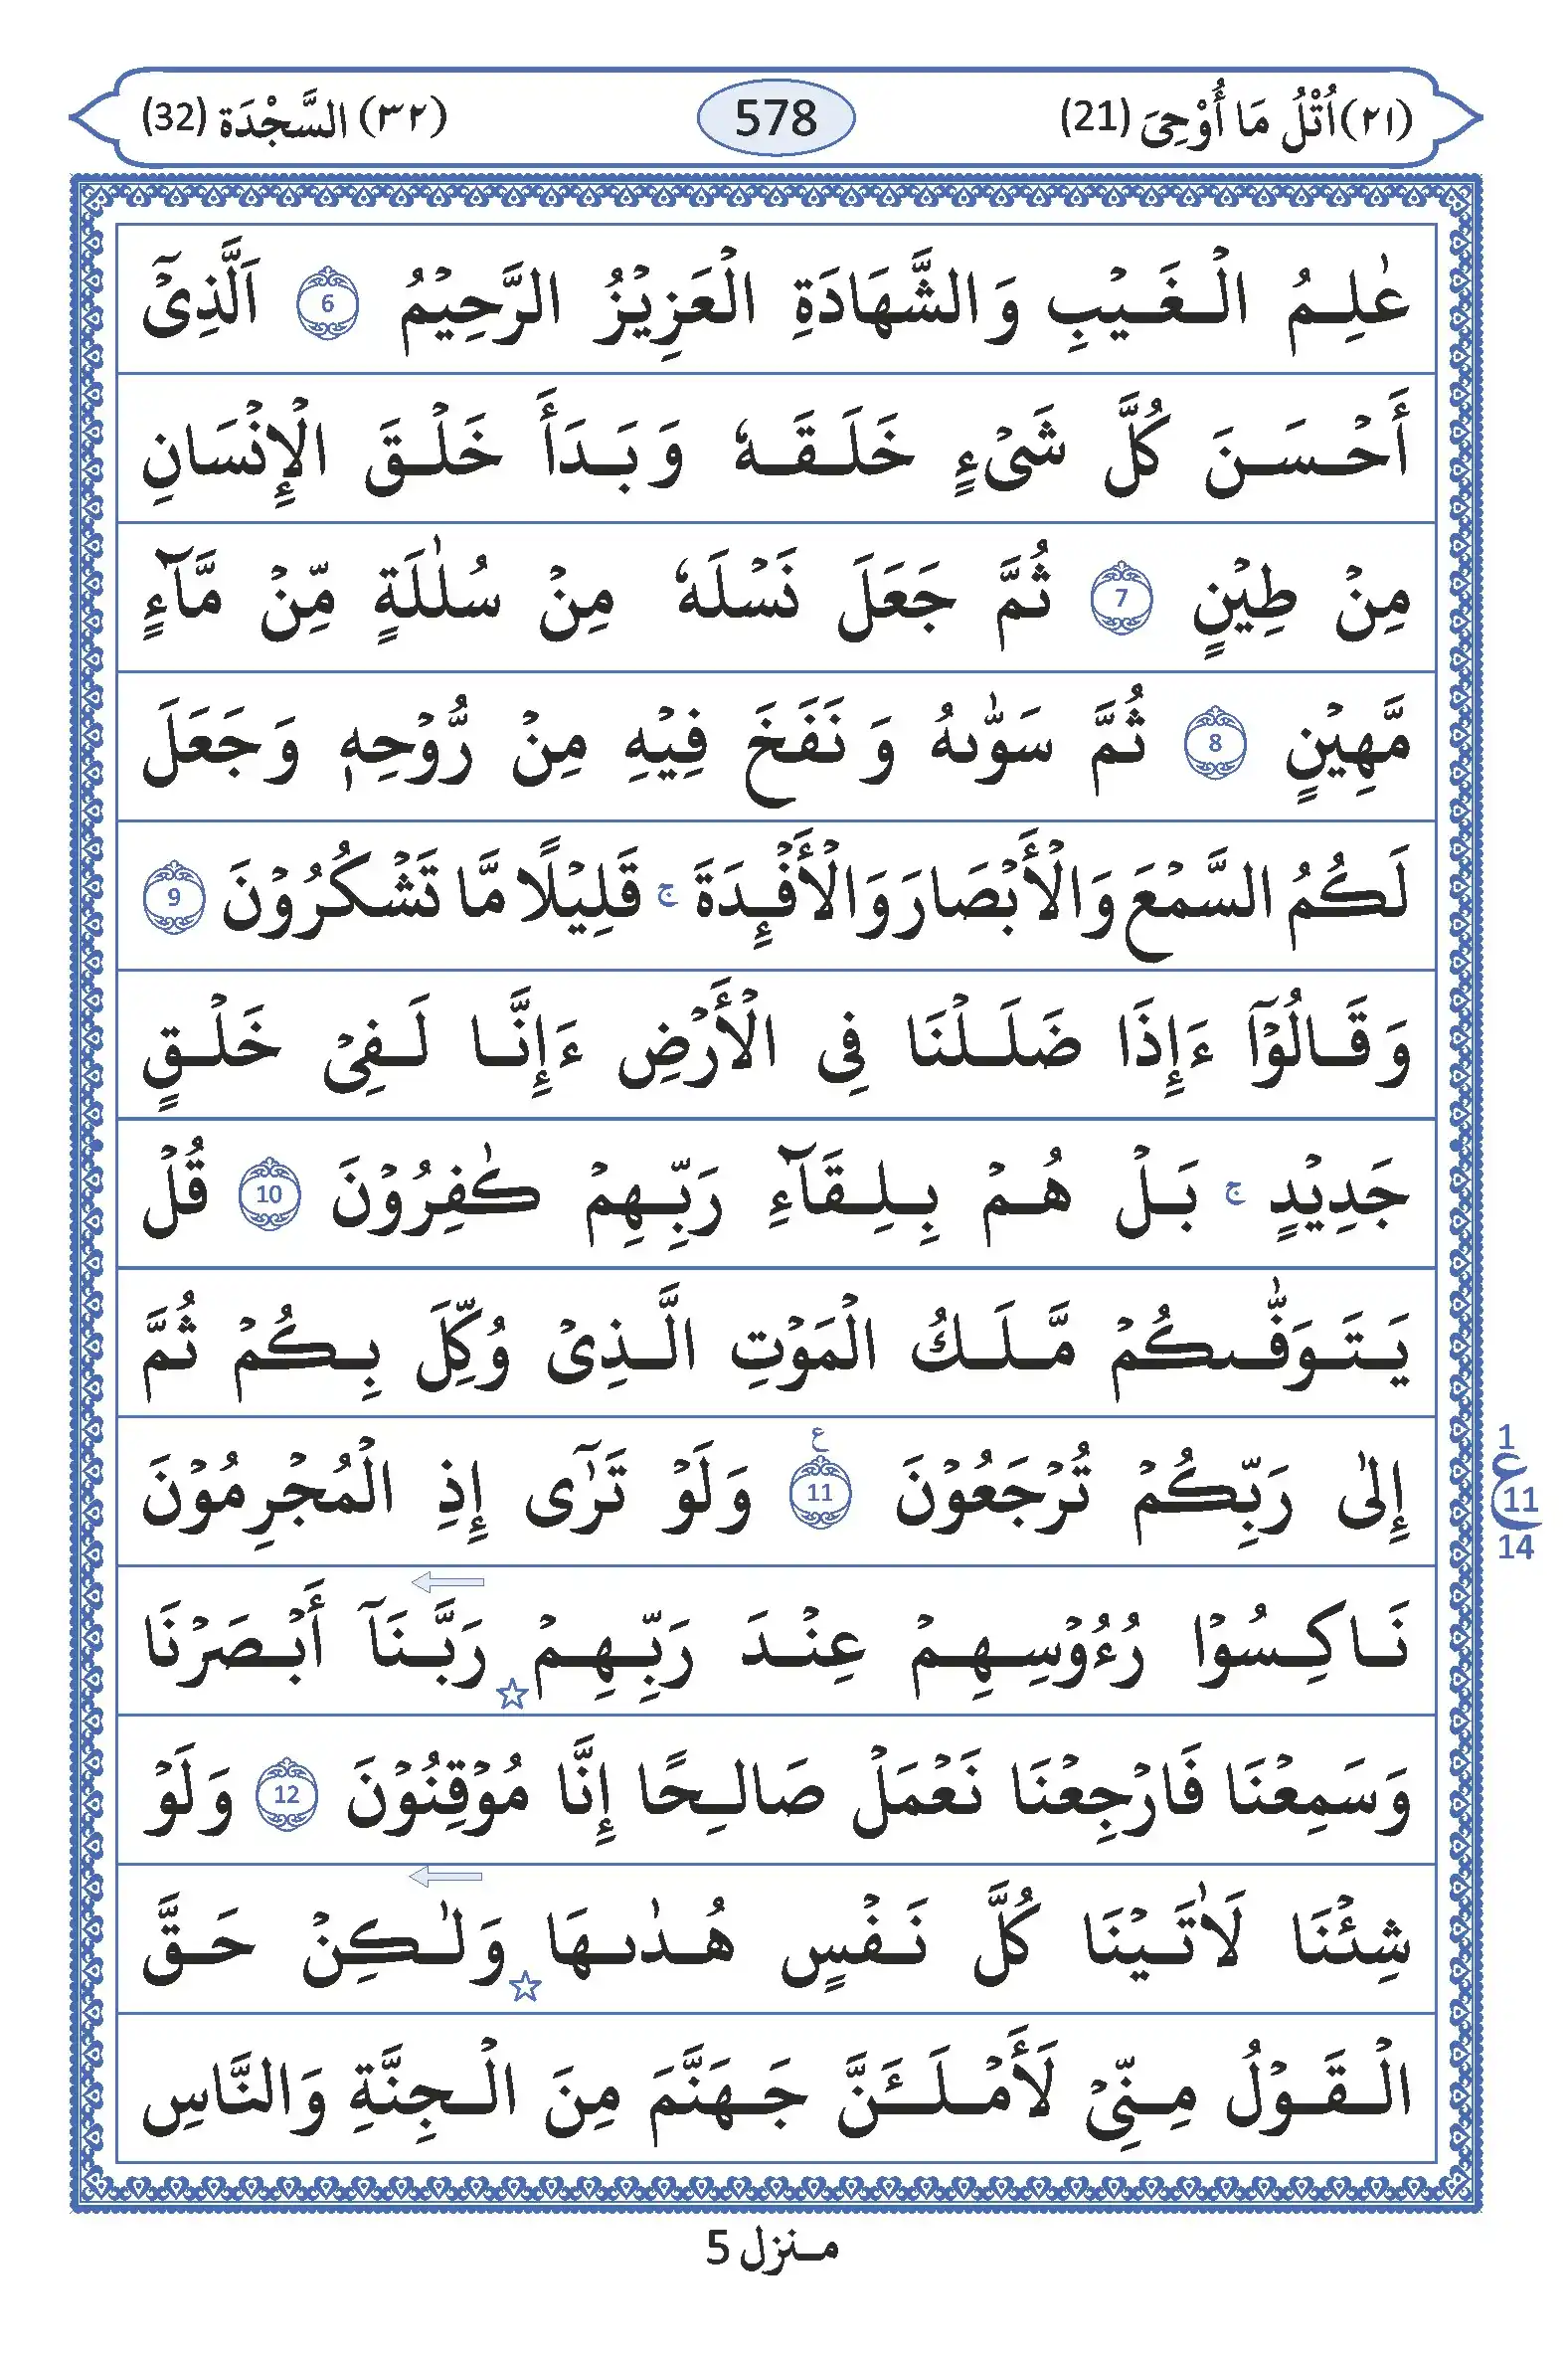 (٢١) اُتْلُ مَا أُوْحِىَ (21) 578 (٣٢) السَّجْدَة (32)
عٰلِمُ الْغَيْبِ وَالشَّهَادَةِ الْعَزِيْزُ الرَّحِيْمُ 6 اَلَّذِىْٓ
أَحْسَنَ كُلَّ شَىْءٍ خَلَقَهٗ وَبَدَأَ خَلْقَ الْإِنْسَانِ
مِنْ طِيْنٍ 7 ثُمَّ جَعَلَ نَسْلَهٗ مِنْ سُلٰلَةٍ مِّنْ مَّآءٍ
مَّهِيْنٍ 8 ثُمَّ سَوّٰىهُ وَنَفَخَ فِيْهِ مِنْ رُّوْحِهٖ وَجَعَلَ
لَكُمُ السَّمْعَ وَالْأَبْصَارَ وَالْأَفْـِٕدَةَ ج قَلِيْلًا مَّا تَشْكُرُوْنَ 9
وَقَالُوْٓا ءَإِذَا ضَلَلْنَا فِى الْأَرْضِ ءَإِنَّا لَفِىْ خَلْقٍ
جَدِيْدٍ ج بَلْ هُمْ بِلِقَآءِ رَبِّهِمْ كٰفِرُوْنَ 10 قُلْ
يَتَوَفّٰىكُمْ مَّلَكُ الْمَوْتِ الَّذِىْ وُكِّلَ بِكُمْ ثُمَّ
إِلٰى رَبِّكُمْ تُرْجَعُوْنَ 11 ع وَلَوْ تَرٰٓى إِذِ الْمُجْرِمُوْنَ
1
ع 11
14
نَاكِسُوْا رُءُوْسِهِمْ عِنْدَ رَبِّهِمْ ☆ رَبَّنَآ أَبْصَرْنَا
وَسَمِعْنَا فَارْجِعْنَا نَعْمَلْ صَالِحًا إِنَّا مُوْقِنُوْنَ 12 وَلَوْ
شِئْنَا لَاٰتَيْنَا كُلَّ نَفْسٍ هُدٰىهَا ☆ وَلٰكِنْ حَقَّ
الْقَوْلُ مِنِّىْ لَأَمْلَـَٔنَّ جَهَنَّمَ مِنَ الْجِنَّةِ وَالنَّاسِ
منزل 5